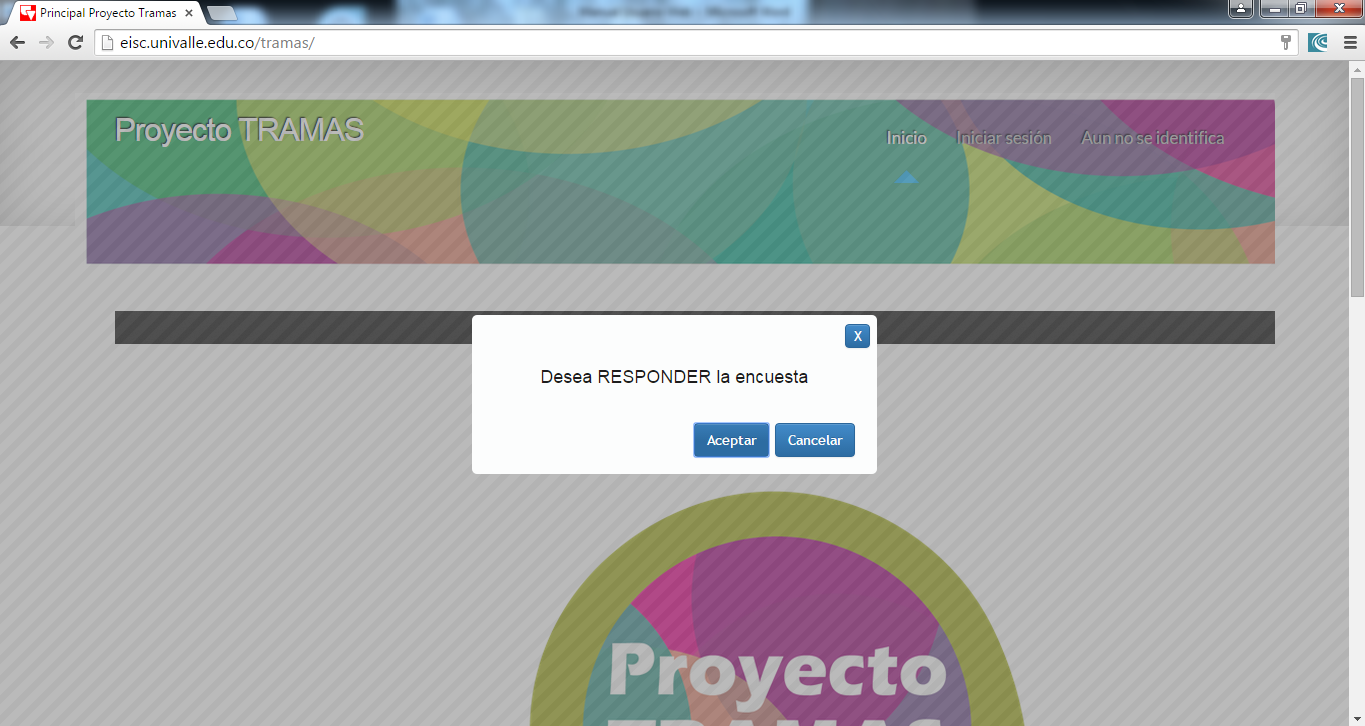 Principal Proyecto Tramas
eisc.univalle.edu.co/tramas/
Proyecto TRAMAS
Inicio
Iniciar sesión
Aun no se identifica
X
Desea RESPONDER la encuesta
Aceptar
Cancelar
Proyecto
TRAMAS